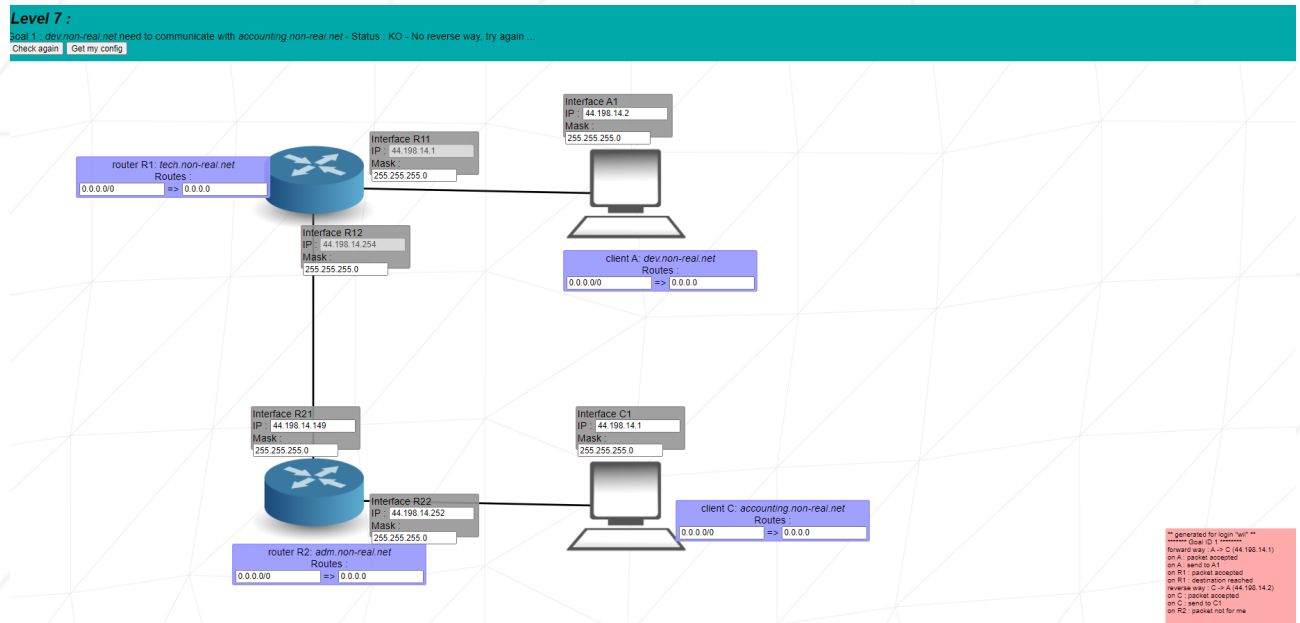 Level 7 :
Goal 1 : dev.non-real.net need to communicate with accounting.non-real.net - Status : KO - No reverse way, try again ...
Check again Get my config
Interface A1
IP : 44.198.14.2
Mask :
255.255.255.0
Interface R11
IP : 44.198.14.1
Mask :
255.255.255.0
router R1: tech.non-real.net
Routes :
0.0.0.0/0 => 0.0.0.0
Interface R12
IP : 44.198.14.254
Mask :
255.255.255.0
client A: dev.non-real.net
Routes :
0.0.0.0/0 => 0.0.0.0
Interface R21
IP : 44.198.14.149
Mask :
255.255.255.0
Interface C1
IP : 44.198.14.1
Mask :
255.255.255.0
Interface R22
IP : 44.198.14.252
Mask :
255.255.255.0
client C: accounting.non-real.net
Routes :
0.0.0.0/0 => 0.0.0.0
router R2: adm.non-real.net
Routes :
0.0.0.0/0 => 0.0.0.0
** generated for login "wil" **
******* Goal ID 1 ********
forward way : A -> C (44.198.14.1)
on A : packet accepted
on A : send to A1
on R1 : packet accepted
on R1 : destination reached
reverse way : C -> A (44.198.14.2)
on C : packet accepted
on C : send to C1
on R2 : packet not for me